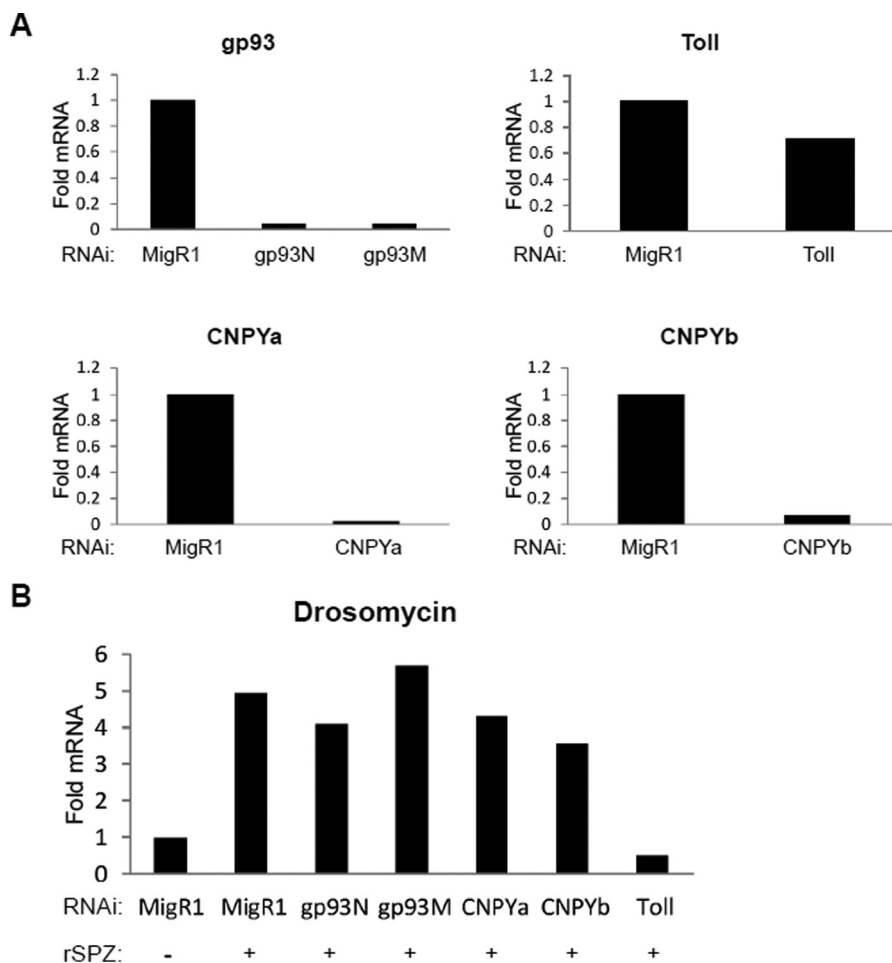 A
gp93
Fold mRNA
1.2
1
0.8
0.6
0.4
0.2
0
RNAi: MigR1 gp93N gp93M
Toll
Fold mRNA
1.2
1
0.8
0.6
0.4
0.2
0
RNAi: MigR1 Toll
CNPYa
Fold mRNA
1.2
1
0.8
0.6
0.4
0.2
0
RNAi: MigR1 CNPYa
CNPYb
Fold mRNA
1.2
1
0.8
0.6
0.4
0.2
0
RNAi: MigR1 CNPYb
B
Drosomycin
Fold mRNA
6
5
4
3
2
1
0
RNAi: MigR1 MigR1 gp93N gp93M CNPYa CNPYb Toll
rSPZ: - + + + + + +